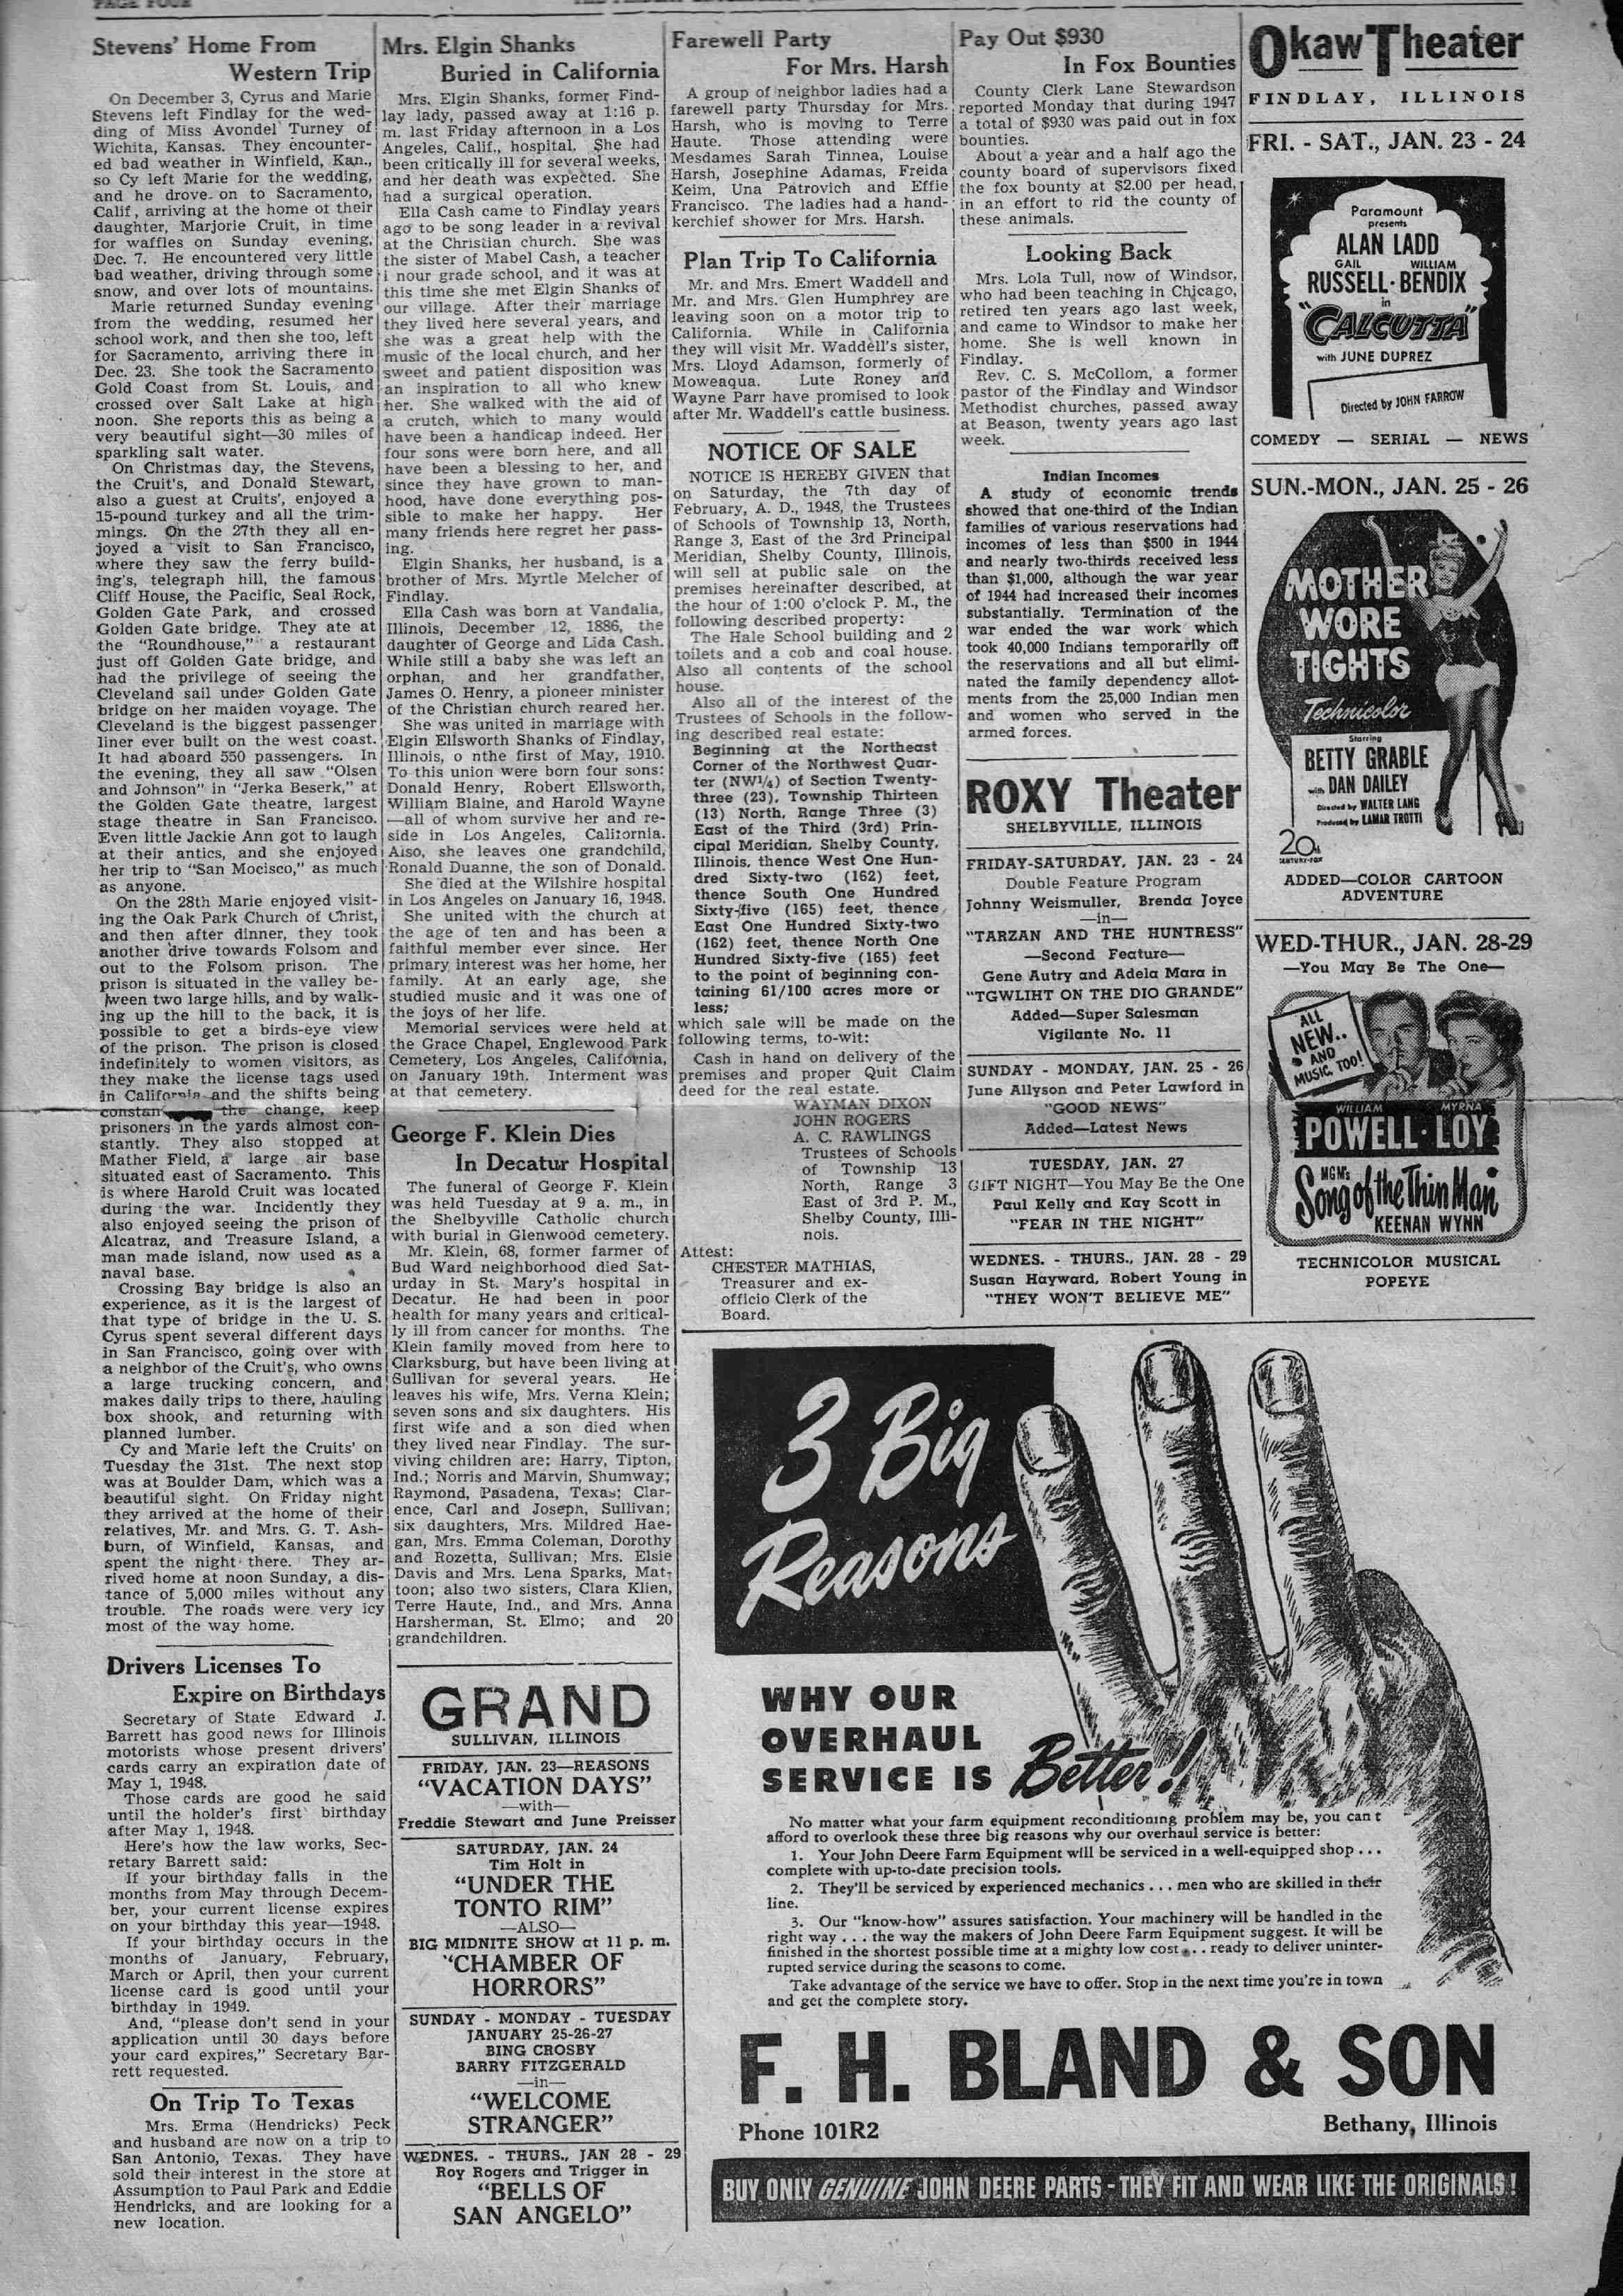 PAGE FOUR
Stevens' Home From
Western Trip
On December 3, Cyrus and Marie
Stevens left Findlay for the wed-
ding of Miss Avondel Turney of
Wichita, Kansas. They encounter-
ed bad weather in Winfield, Kan.,
so Cy left Marie for the wedding,
and he drove on to Sacramento,
Calif, arriving at the home of their
daughter, Marjorie Cruit, in time
for waffles on Sunday evening,
Dec. 7. He encountered very little
bad weather, driving through some
snow, and over lots of mountains.
Marie returned Sunday evening
from the wedding, resumed her
school work, and then she too, left
for Sacramento, arriving there in
Dec. 23. She took the Sacramento
Gold Coast from St. Louis, and
crossed over Salt Lake at high
noon. She reports this as being a
very beautiful sight—30 miles of
sparkling salt water.
On Christmas day, the Stevens,
the Cruit's, and Donald Stewart,
also a guest at Cruits', enjoyed a
15-pound turkey and all the trim-
mings. On the 27th they all en-
joyed a visit to San Francisco,
where they saw the ferry build-
ing's, telegraph hill, the famous
Cliff House, the Pacific, Seal Rock,
Golden Gate Park, and crossed
Golden Gate bridge. They ate at
the "Roundhouse," a restaurant
just off Golden Gate bridge, and
had the privilege of seeing the
Cleveland sail under Golden Gate
bridge on her maiden voyage. The
Cleveland is the biggest passenger
liner ever built on the west coast.
It had aboard 550 passengers. In
the evening, they all saw "Olsen
and Johnson" in "Jerka Beserk," at
the Golden Gate theatre, largest
stage theatre in San Francisco.
Even little Jackie Ann got to laugh
at their antics, and she enjoyed
her trip to "San Mocisco," as much
as anyone.
On the 28th Marie enjoyed visit-
ing the Oak Park Church of Christ,
and then after dinner, they took
another drive towards Folsom and
out to the Folsom prison. The
prison is situated in the valley be-
tween two large hills, and by walk-
ing up the hill to the back, it is
possible to get a birds-eye view
of the prison. The prison is closed
indefinitely to women visitors, as
they make the license tags used
in California and the shifts being
constan the change, keep
prisoners in the yards almost con-
stantly. They also stopped at
Mather Field, a large air base
situated east of Sacramento. This
is where Harold Cruit was located
during the war. Incidently they
also enjoyed seeing the prison of
Alcatraz, and Treasure Island, a
man made island, now used as a
naval base.
Crossing Bay bridge is also an
experience, as it is the largest of
that type of bridge in the U. S.
Cyrus spent several different days
in San Francisco, going over with
a neighbor of the Cruit's, who owns
a large trucking concern, and
makes daily trips to there, hauling
box shook, and returning with
planned lumber.
Cy and Marie left the Cruits' on
Tuesday the 31st. The next stop
was at Boulder Dam, which was a
beautiful sight. On Friday night
they arrived at the home of their
relatives, Mr. and Mrs. G. T. Ash-
burn, of Winfield, Kansas, and
spent the night there. They ar-
rived home at noon Sunday, a dis-
tance of 5,000 miles without any
trouble. The roads were very icy
most of the way home.
Drivers Licenses To
Expire on Birthdays
Secretary of State Edward J.
Barrett has good news for Illinois
motorists whose present drivers'
cards carry an expiration date of
May 1, 1948.
Those cards are good he said
until the holder's first birthday
after May 1, 1948.
Here's how the law works, Sec-
retary Barrett said:
If your birthday falls in the
months from May through Decem-
ber, your current license expires
on your birthday this year—1948.
If your birthday occurs in the
months of January, February,
March or April, then your current
license card is good until your
birthday in 1949.
And, "please don't send in your
application until 30 days before
your card expires," Secretary Bar-
rett requested.
On Trip To Texas
Mrs. Erma (Hendricks) Peck
and husband are now on a trip to
San Antonio, Texas. They have
sold their interest in the store at
Assumption to Paul Park and Eddie
Hendricks, and are looking for a
new location.
Mrs. Elgin Shanks
Buried in California
Mrs. Elgin Shanks, former Find-
lay lady, passed away at 1:16 p.
m. last Friday afternoon in a Los
Angeles, Calif., hospital. She had
been critically ill for several weeks,
and her death was expected. She
had a surgical operation.
Ella Cash came to Findlay years
ago to be song leader in a revival
at the Christian church. She was
the sister of Mabel Cash, a teacher
i nour grade school, and it was at
this time she met Elgin Shanks of
our village. After their marriage
they lived here several years, and
she was a great help with the
music of the local church, and her
sweet and patient disposition was
an inspiration to all who knew
her. She walked with the aid of
a crutch, which to many would
have been a handicap indeed. Her
four sons were born here, and all
have been a blessing to her, and
since they have grown to man-
hood, have done everything pos-
sible to make her happy. Her
many friends here regret her pass-
ing.
Elgin Shanks, her husband, is a
brother of Mrs. Myrtle Melcher of
Findlay.
Ella Cash was born at Vandalia,
Illinois, December 12, 1886, the
daughter of George and Lida Cash.
While still a baby she was left an
orphan, and her grandfather,
James O. Henry, a pioneer minister
of the Christian church reared her.
She was united in marriage with
Elgin Ellsworth Shanks of Findlay,
Illinois, o nthe first of May, 1910.
To this union were born four sons:
Donald Henry, Robert Ellsworth,
William Blaine, and Harold Wayne
—all of whom survive her and re-
side in Los Angeles, California.
Also, she leaves one grandchild,
Ronald Duanne, the son of Donald.
She died at the Wilshire hospital
in Los Angeles on January 16, 1948.
She united with the church at
the age of ten and has been a
faithful member ever since. Her
primary interest was her home, her
family. At an early age, she
studied music and it was one of
the joys of her life.
Memorial services were held at
the Grace Chapel, Englewood Park
Cemetery, Los Angeles, California,
on January 19th. Interment was
at that cemetery.
George F. Klein Dies
In Decatur Hospital
The funeral of George F. Klein
was held Tuesday at 9 a. m., in
the Shelbyville Catholic church
with burial in Glenwood cemetery.
Mr. Klein, 68, former farmer of
Bud Ward neighborhood died Sat-
urday in St. Mary's hospital in
Decatur. He had been in poor
health for many years and critical-
ly ill from cancer for months. The
Klein family moved from here to
Clarksburg, but have been living at
Sullivan for several years. He
leaves his wife, Mrs. Verna Klein;
seven sons and six daughters. His
first wife and a son died when
they lived near Findlay. The sur-
viving children are: Harry, Tipton,
Ind.; Norris and Marvin, Shumway;
Raymond, Pasadena, Texas; Clar-
ence, Carl and Joseph, Sullivan;
six daughters, Mrs. Mildred Hae-
gan, Mrs. Emma Coleman, Dorothy
and Rozetta, Sullivan; Mrs. Elsie
Davis and Mrs. Lena Sparks, Mat-
toon; also two sisters, Clara Klien,
Terre Haute, Ind., and Mrs. Anna
Harsherman, St. Elmo; and 20
grandchildren.
GRAND
SULLIVAN, ILLINOIS
FRIDAY, JAN. 23—REASONS
"VACATION DAYS"
—with—
Freddie Stewart and June Preisser
SATURDAY, JAN. 24
Tim Holt in
"UNDER THE
TONTO RIM"
—ALSO—
BIG MIDNITE SHOW at 11 p. m.
"CHAMBER OF
HORRORS"
SUNDAY - MONDAY - TUESDAY
JANUARY 25-26-27
BING CROSBY
BARRY FITZGERALD
—in—
"WELCOME
STRANGER"
WEDNES. - THURS., JAN 28 - 29
Roy Rogers and Trigger in
"BELLS OF
SAN ANGELO"
Farewell Party
For Mrs. Harsh
A group of neighbor ladies had a
farewell party Thursday for Mrs.
Harsh, who is moving to Terre
Haute. Those attending were
Mesdames Sarah Tinnea, Louise
Harsh, Josephine Adamas, Freida
Keim, Una Patrovich and Effie
Francisco. The ladies had a hand-
kerchief shower for Mrs. Harsh.
Plan Trip To California
Mr. and Mrs. Emert Waddell and
Mr. and Mrs. Glen Humphrey are
leaving soon on a motor trip to
California. While in California
they will visit Mr. Waddell's sister,
Mrs. Lloyd Adamson, formerly of
Moweaqua. Lute Roney and
Wayne Parr have promised to look
after Mr. Waddell's cattle business.
NOTICE OF SALE
NOTICE IS HEREBY GIVEN that
on Saturday, the 7th day of
February, A. D., 1948, the Trustees
of Schools of Township 13, North,
Range 3, East of the 3rd Principal
Meridian, Shelby County, Illinois,
will sell at public sale on the
premises hereinafter described, at
the hour of 1:00 o'clock P. M., the
following described property:
The Hale School building and 2
toilets and a cob and coal house.
Also all contents of the school
house.
Also all of the interest of the
Trustees of Schools in the follow-
ing described real estate:
Beginning at the Northeast
Corner of the Northwest Quar-
ter (NW¼) of Section Twenty-
three (23), Township Thirteen
(13) North, Range Three (3)
East of the Third (3rd) Prin-
cipal Meridian, Shelby County,
Illinois, thence West One Hun-
dred Sixty-two (162) feet,
thence South One Hundred
Sixty-five (165) feet, thence
East One Hundred Sixty-two
(162) feet, thence North One
Hundred Sixty-five (165) feet
to the point of beginning con-
taining 61/100 acres more or
less;
which sale will be made on the
following terms, to-wit:
Cash in hand on delivery of the
premises and proper Quit Claim
deed for the real estate.
WAYMAN DIXON
JOHN ROGERS
A. C. RAWLINGS
Trustees of Schools
of Township 13
North, Range 3
East of 3rd P. M.,
Shelby County, Illi-
nois.
Attest:
CHESTER MATHIAS,
Treasurer and ex-
officio Clerk of the
Board.
Pay Out $930
In Fox Bounties
County Clerk Lane Stewardson
reported Monday that during 1947
a total of $930 was paid out in fox
bounties.
About a year and a half ago the
county board of supervisors fixed
the fox bounty at $2.00 per head,
in an effort to rid the county of
these animals.
Looking Back
Mrs. Lola Tull, now of Windsor,
who had been teaching in Chicago,
retired ten years ago last week,
and came to Windsor to make her
home. She is well known in
Findlay.
Rev. C. S. McCollom, a former
pastor of the Findlay and Windsor
Methodist churches, passed away
at Beason, twenty years ago last
week.
Indian Incomes
A study of economic trends
showed that one-third of the Indian
families of various reservations had
incomes of less than $500 in 1944
and nearly two-thirds received less
than $1,000, although the war year
of 1944 had increased their incomes
substantially. Termination of the
war ended the war work which
took 40,000 Indians temporarily off
the reservations and all but elimi-
nated the family dependency allot-
ments from the 25,000 Indian men
and women who served in the
armed forces.
ROXY Theater
SHELBYVILLE, ILLINOIS
FRIDAY-SATURDAY, JAN. 23 - 24
Double Feature Program
Johnny Weismuller, Brenda Joyce
—in—
"TARZAN AND THE HUNTRESS"
—Second Feature—
Gene Autry and Adela Mara in
"TGWLIHT ON THE DIO GRANDE"
Added—Super Salesman
Vigilante No. 11
SUNDAY - MONDAY, JAN. 25 - 26
June Allyson and Peter Lawford in
"GOOD NEWS"
Added—Latest News
TUESDAY, JAN. 27
GIFT NIGHT—You May Be the One
Paul Kelly and Kay Scott in
"FEAR IN THE NIGHT"
WEDNES. - THURS., JAN. 28 - 29
Susan Hayward, Robert Young in
"THEY WON'T BELIEVE ME"
Okaw Theater
FINDLAY, ILLINOIS
FRI. - SAT., JAN. 23 - 24
Paramount
presents
ALAN LADD
GAIL WILLIAM
RUSSELL · BENDIX
in
"CALCUTTA"
with JUNE DUPREZ
Directed by JOHN FARROW
COMEDY — SERIAL — NEWS
SUN.-MON., JAN. 25 - 26
MOTHER
WORE
TIGHTS
Technicolor
Starring
BETTY GRABLE
with DAN DAILEY
Directed by WALTER LANG
Produced by LAMAR TROTTI
20th
CENTURY-FOX
ADDED—COLOR CARTOON
ADVENTURE
WED-THUR., JAN. 28-29
—You May Be The One—
ALL
NEW..
AND
MUSIC, TOO!
WILLIAM MYRNA
POWELL · LOY
MGM's
Song of the Thin Man
KEENAN WYNN
TECHNICOLOR MUSICAL
POPEYE
3 Big
Reasons
WHY OUR
OVERHAUL
SERVICE IS Better!
No matter what your farm equipment reconditioning problem may be, you can't
afford to overlook these three big reasons why our overhaul service is better:
1. Your John Deere Farm Equipment will be serviced in a well-equipped shop . . .
complete with up-to-date precision tools.
2. They'll be serviced by experienced mechanics . . . men who are skilled in their
line.
3. Our "know-how" assures satisfaction. Your machinery will be handled in the
right way . . . the way the makers of John Deere Farm Equipment suggest. It will be
finished in the shortest possible time at a mighty low cost . . . ready to deliver uninter-
rupted service during the seasons to come.
Take advantage of the service we have to offer. Stop in the next time you're in town
and get the complete story.
F. H. BLAND & SON
Phone 101R2 Bethany, Illinois
BUY ONLY GENUINE JOHN DEERE PARTS - THEY FIT AND WEAR LIKE THE ORIGINALS!